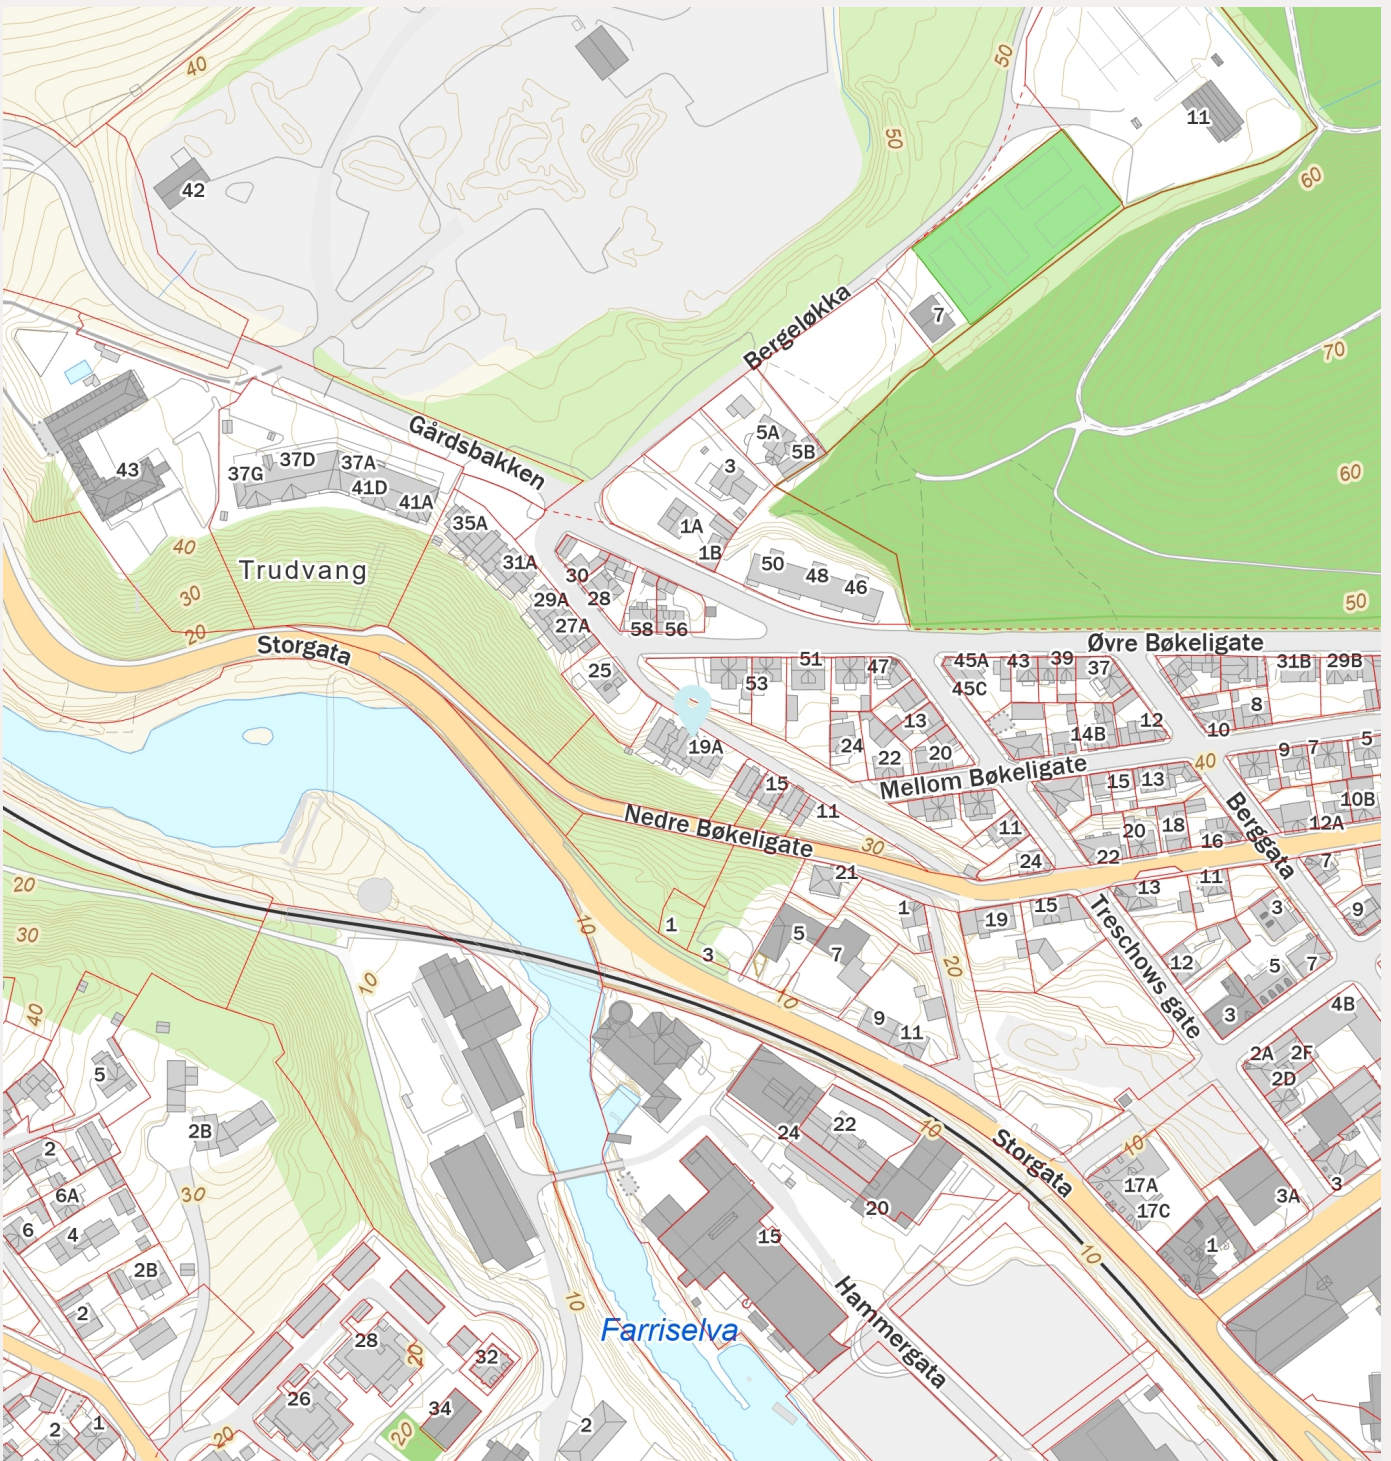 40
50
11
50
60
42
7
Bergeløkka
70
Gårdsbakken
5A
5B
3
37D
37A
37G
43
41D
41A
60
35A
1A
1B
40
31A
50
48
46
Trudvang
30
28
30
29A
58
56
27A
50
20
Storgata
Øvre Bøkeligate
25
51
53
47
45A
43
39
37
31B
29B
45C
8
13
12
10
14B
19A
24
22
20
9
7
5
40
Mellom Bøkeligate
15
15
13
10B
11
Berggata
12A
Nedre Bøkeligate
30
11
20
18
16
24
22
7
21
11
13
20
1
19
15
Treschows gate
3
9
10
1
5
30
3
7
20
12
5
7
10
10
4B
40
9
11
3
2A
2F
5
2D
24
22
10
Storgata
10
2B
2
30
6A
17A
3
3A
17C
6
4
20
15
1
10
2B
10
Hammergata
2
Farriselva
28
20
32
26
34
20
20
2
1
2